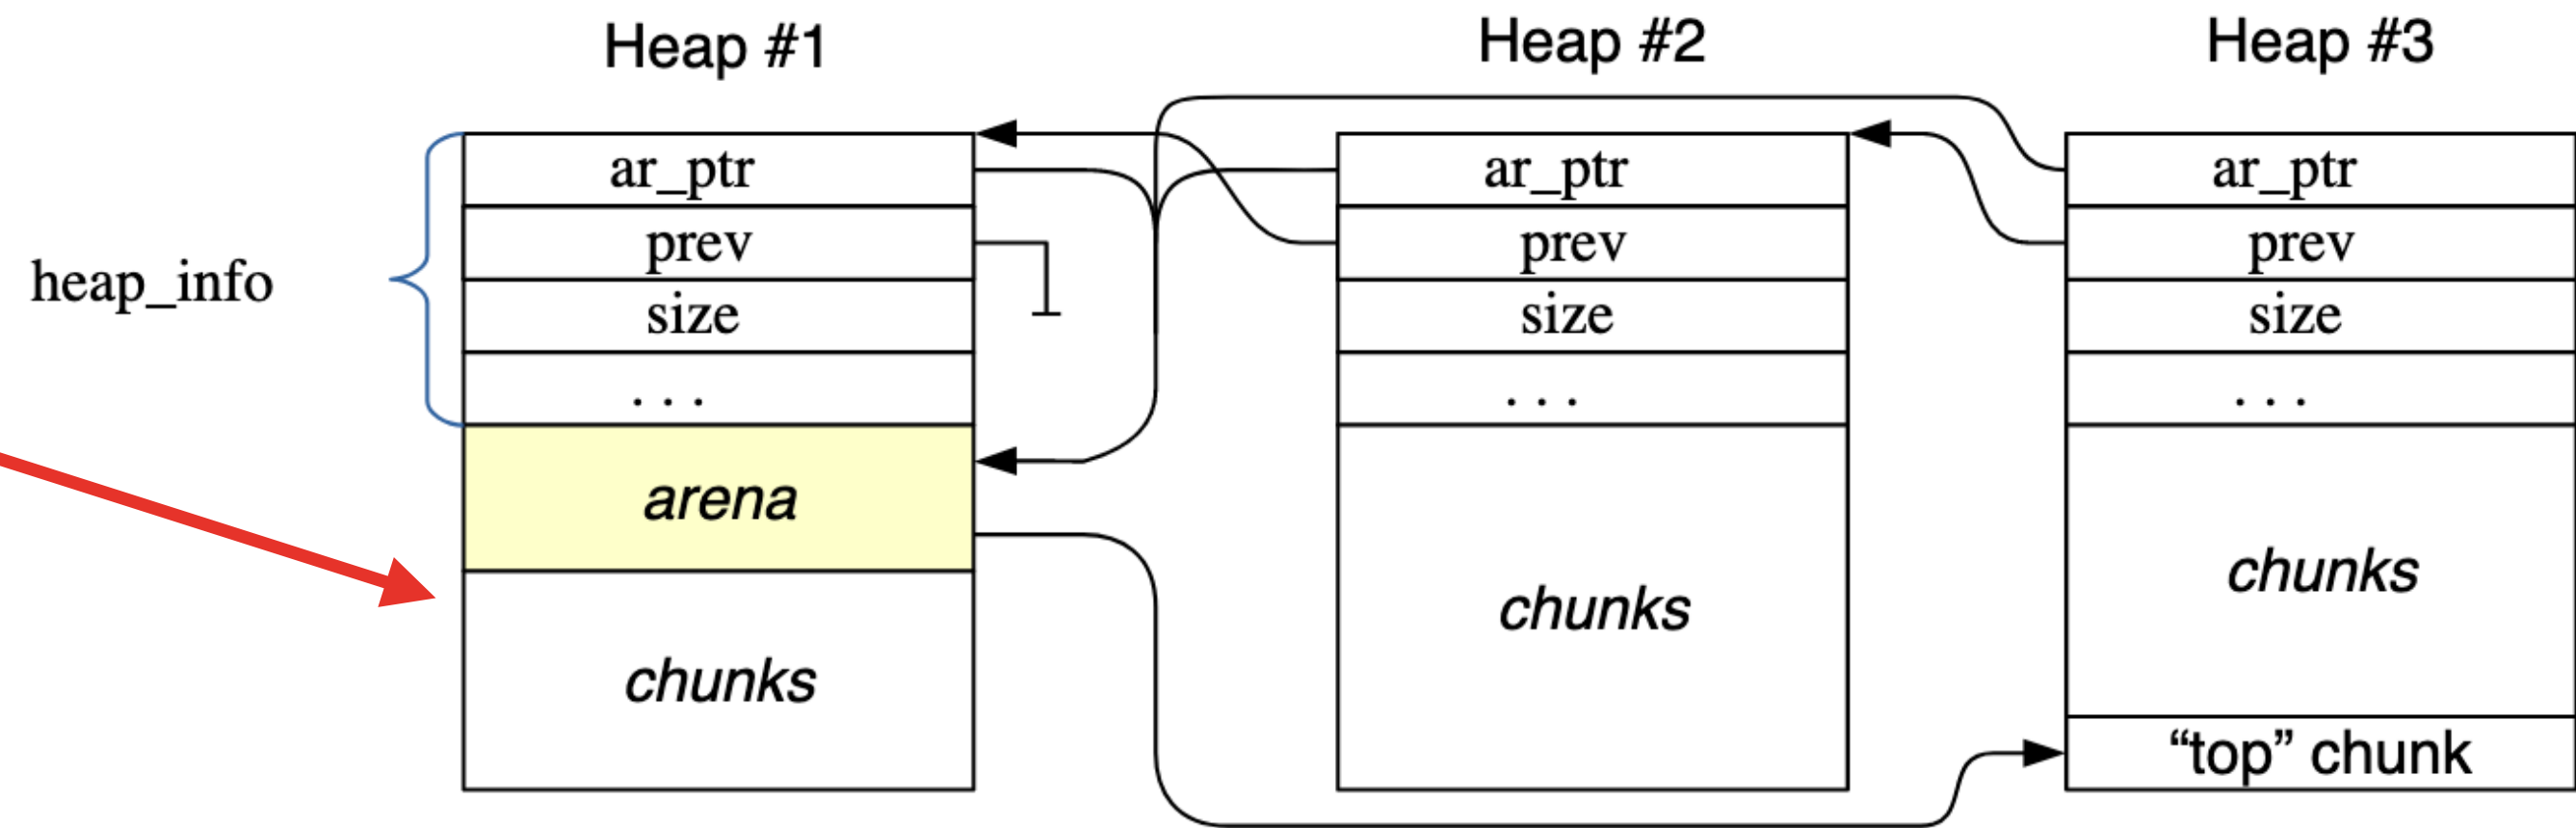 Heap #1
Heap #2
Heap #3
heap_info
ar_ptr
prev
size
. . .
arena
chunks
ar_ptr
prev
size
. . .
chunks
ar_ptr
prev
size
. . .
chunks
“top” chunk